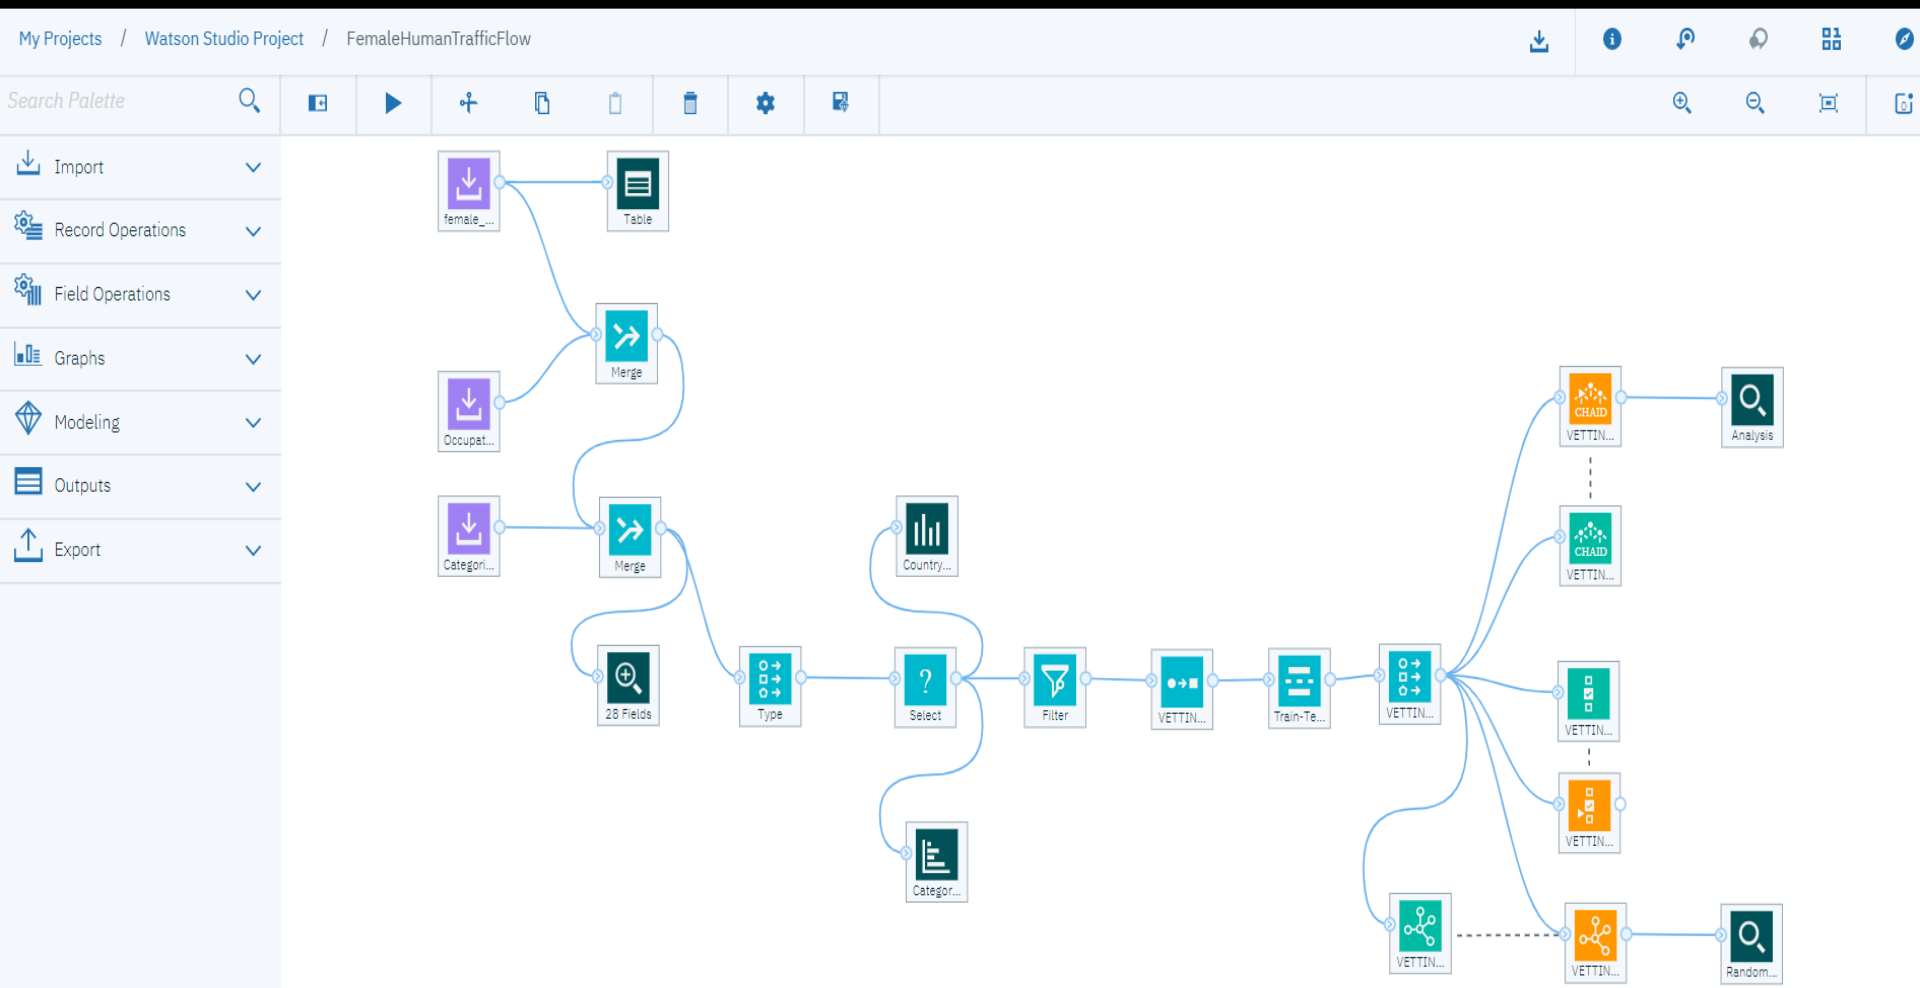 My Projects / Watson Studio Project / FemaleHumanTrafficFlow
Search Palette
Import
Record Operations
Field Operations
Graphs
Modeling
Outputs
Export
female_...
Table
Merge
Occupat...
Categori...
Merge
28 Fields
Type
Country...
Select
Categor...
Filter
VETTIN...
Train-Te...
VETTIN...
CHAID
VETTIN...
Analysis
CHAID
VETTIN...
VETTIN...
VETTIN...
VETTIN...
VETTIN...
Random...